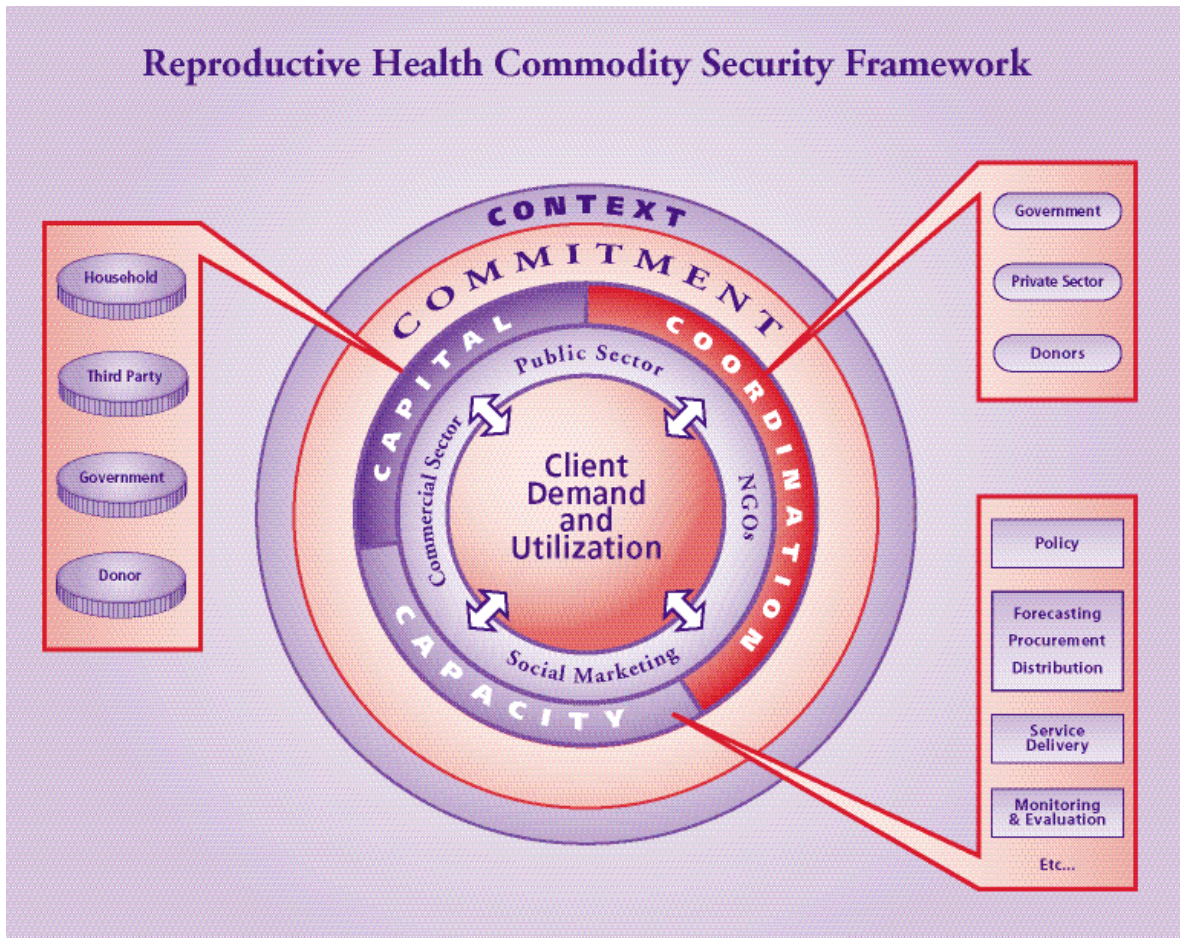 Reproductive Health Commodity Security Framework
CONTEXT
COMMITMENT
CAPITAL
COORDINATION
CAPACITY
Public Sector
Commercial Sector
NGOs
Social Marketing
Client
Demand
and
Utilization
Household
Third Party
Government
Donor
Government
Private Sector
Donors
Policy
Forecasting
Procurement
Distribution
Service
Delivery
Monitoring
& Evaluation
Etc...